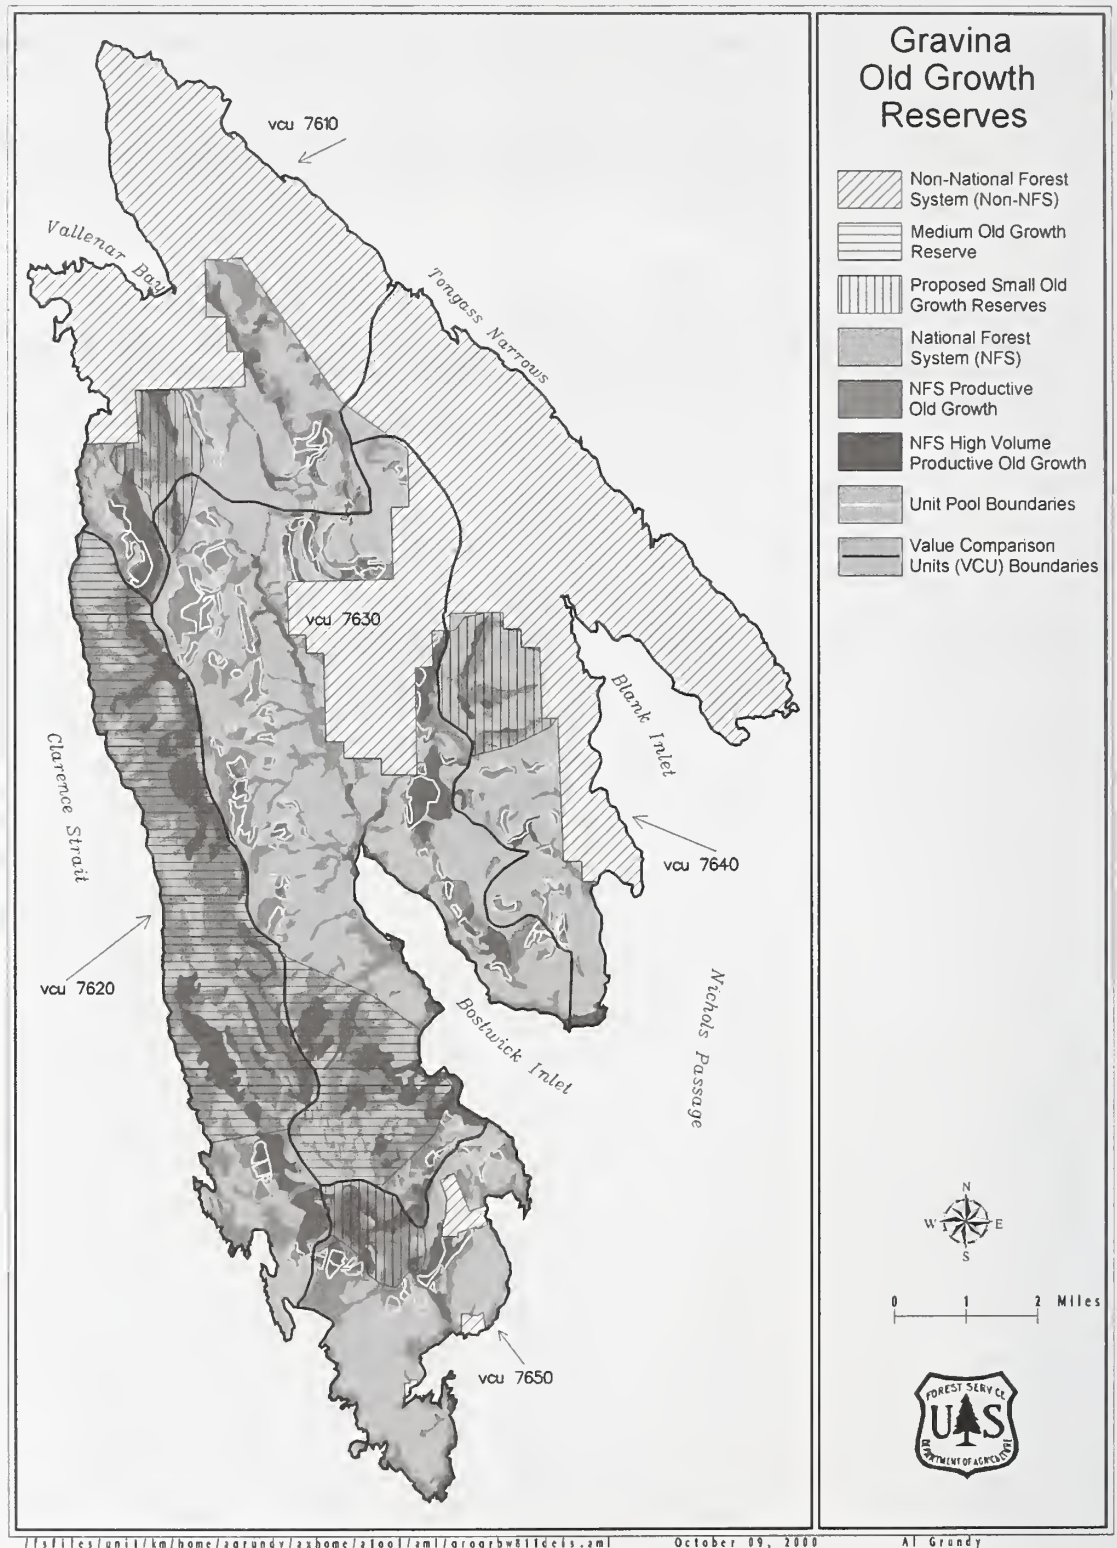 Gravina
Old Growth
Reserves
Non-National Forest
System (Non-NFS)
Medium Old Growth
Reserve
Proposed Small Old
Growth Reserves
National Forest
System (NFS)
NFS Productive
Old Growth
NFS High Volume
Productive Old Growth
Unit Pool Boundaries
Value Comparison
Units (VCU) Boundaries
vcu 7610
Vallenar Bay
Tongass Narrows
vcu 7630
Blank Inlet
Clarence Strait
vcu 7640
vcu 7620
Nichols Passage
Bostwick Inlet
vcu 7650
N
W E
S
0 1 2 Miles
FOREST SERVICE
U S
DEPARTMENT OF AGRICULTURE
October 09, 2000
Al Grundy